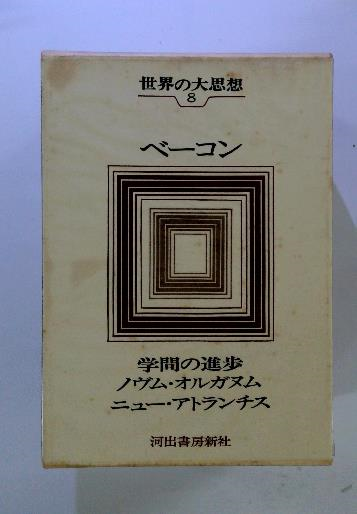 世界の大思想
8
ベーコン
学問の進歩
ノヴム・オルガヌム
ニュー・アトランチス
河出書房新社